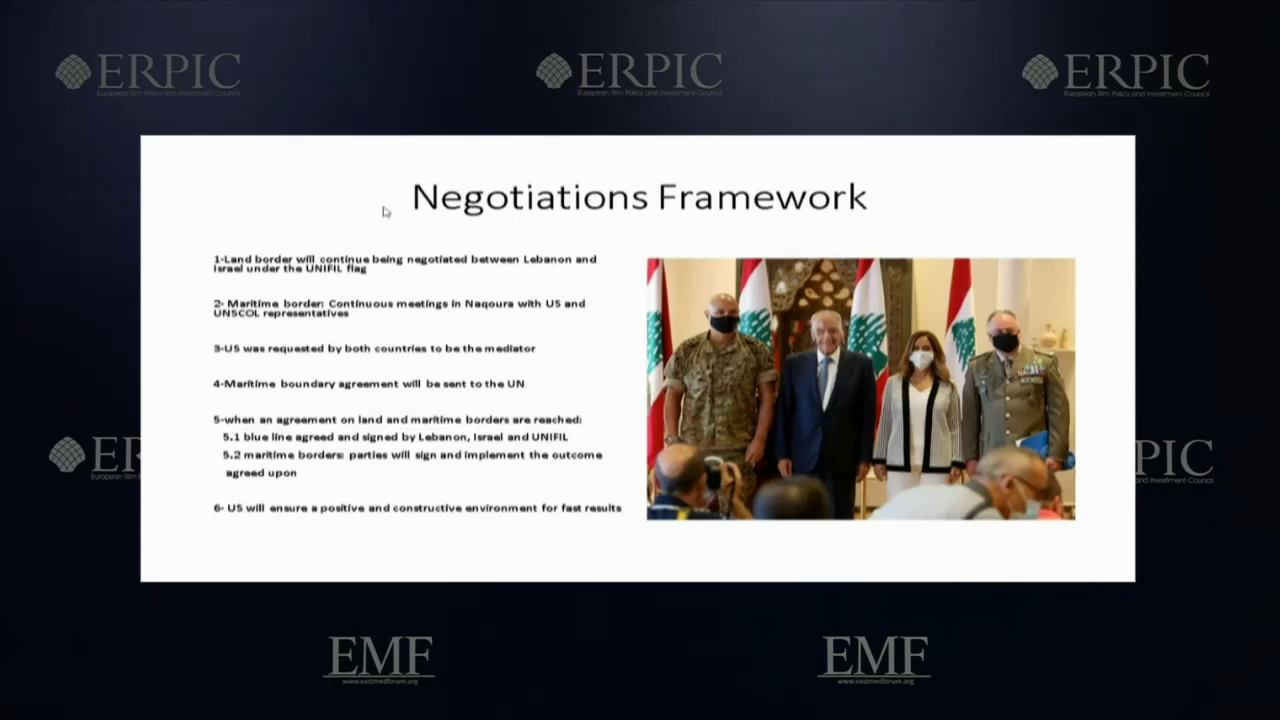 ERPIC
European Rim Policy and Investment Council
ERPIC
European Rim Policy and Investment Council
ERPIC
European Rim Policy and Investment Council
Negotiations Framework
1-Land border will continue being negotiated between Lebanon and
Israel under the UNIFIL flag
2- Maritime border: Continuous meetings in Naqoura with US and
UNSCOL representatives
3-US was requested by both countries to be the mediator
4-Maritime boundary agreement will be sent to the UN
5-when an agreement on land and maritime borders are reached:
5.1 blue line agreed and signed by Lebanon, Israel and UNIFIL
5.2 maritime borders: parties will sign and implement the outcome
agreed upon
6- US will ensure a positive and constructive environment for fast results
ER
PIC
EMF
www.eastmedforum.org
EMF
www.eastmedforum.org